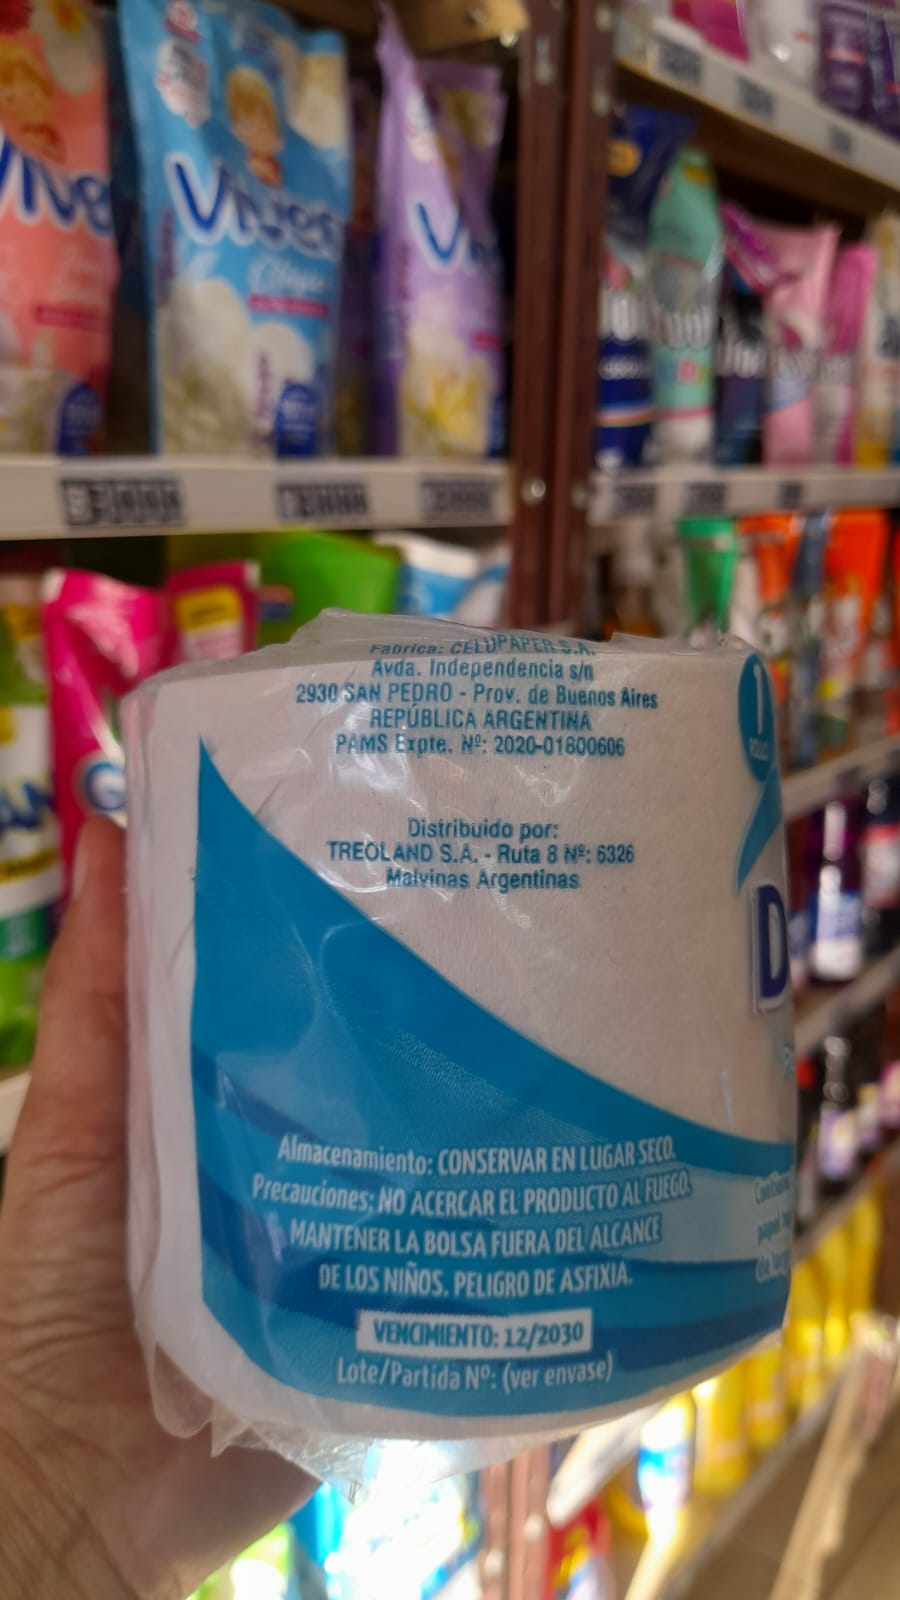 Vives
Fabrica: CELUPAPER S.A.
Avda. Independencia s/n
2930 SAN PEDRO - Prov. de Buenos Aires
REPÚBLICA ARGENTINA
PAMS Expte. Nº: 2020-01800606
1
ROLLO
Distribuido por:
TREOLAND S.A. - Ruta 8 Nº: 6326
Malvinas Argentinas
D
Almacenamiento: CONSERVAR EN LUGAR SECO.
Precauciones: NO ACERCAR EL PRODUCTO AL FUEGO.
MANTENER LA BOLSA FUERA DEL ALCANCE
DE LOS NIÑOS. PELIGRO DE ASFIXIA.
VENCIMIENTO: 12/2030
Lote/Partida Nº: (ver envase)